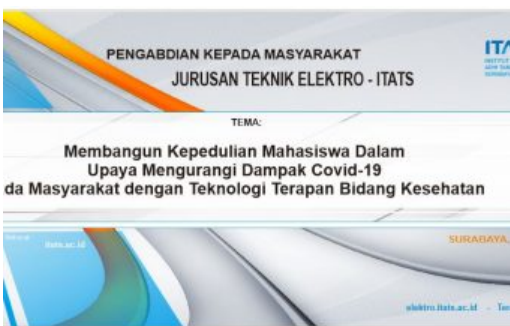 PENGABDIAN KEPADA MASYARAKAT
JURUSAN TEKNIK ELEKTRO - ITATS
TEMA:
Membangun Kepedulian Mahasiswa Dalam
Upaya Mengurangi Dampak Covid-19
da Masyarakat dengan Teknologi Terapan Bidang Kesehatan
itats.ac.id
SURABAYA,
elektro.itats.ac.id - Te